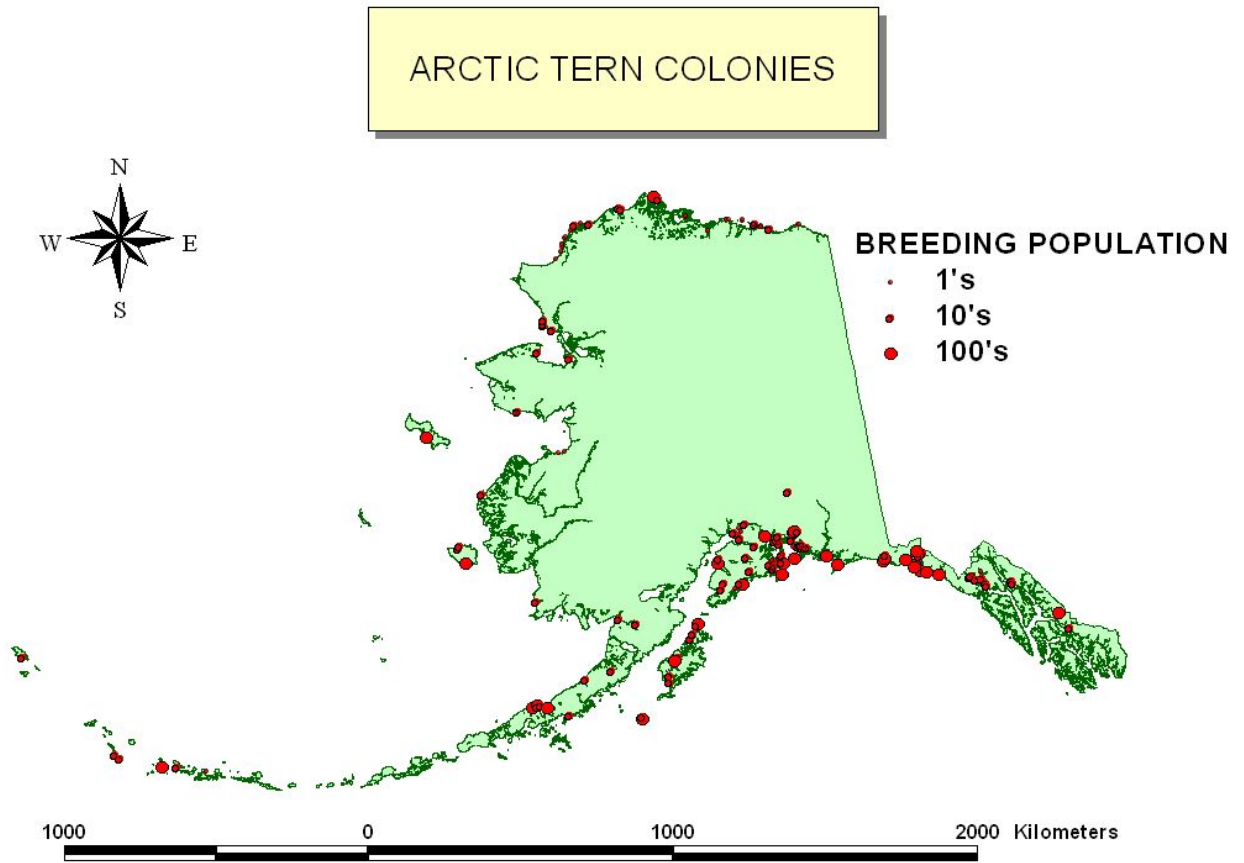 ARCTIC TERN COLONIES
N
W E
S
BREEDING POPULATION
1's
10's
100's
1000 0 1000 2000 Kilometers